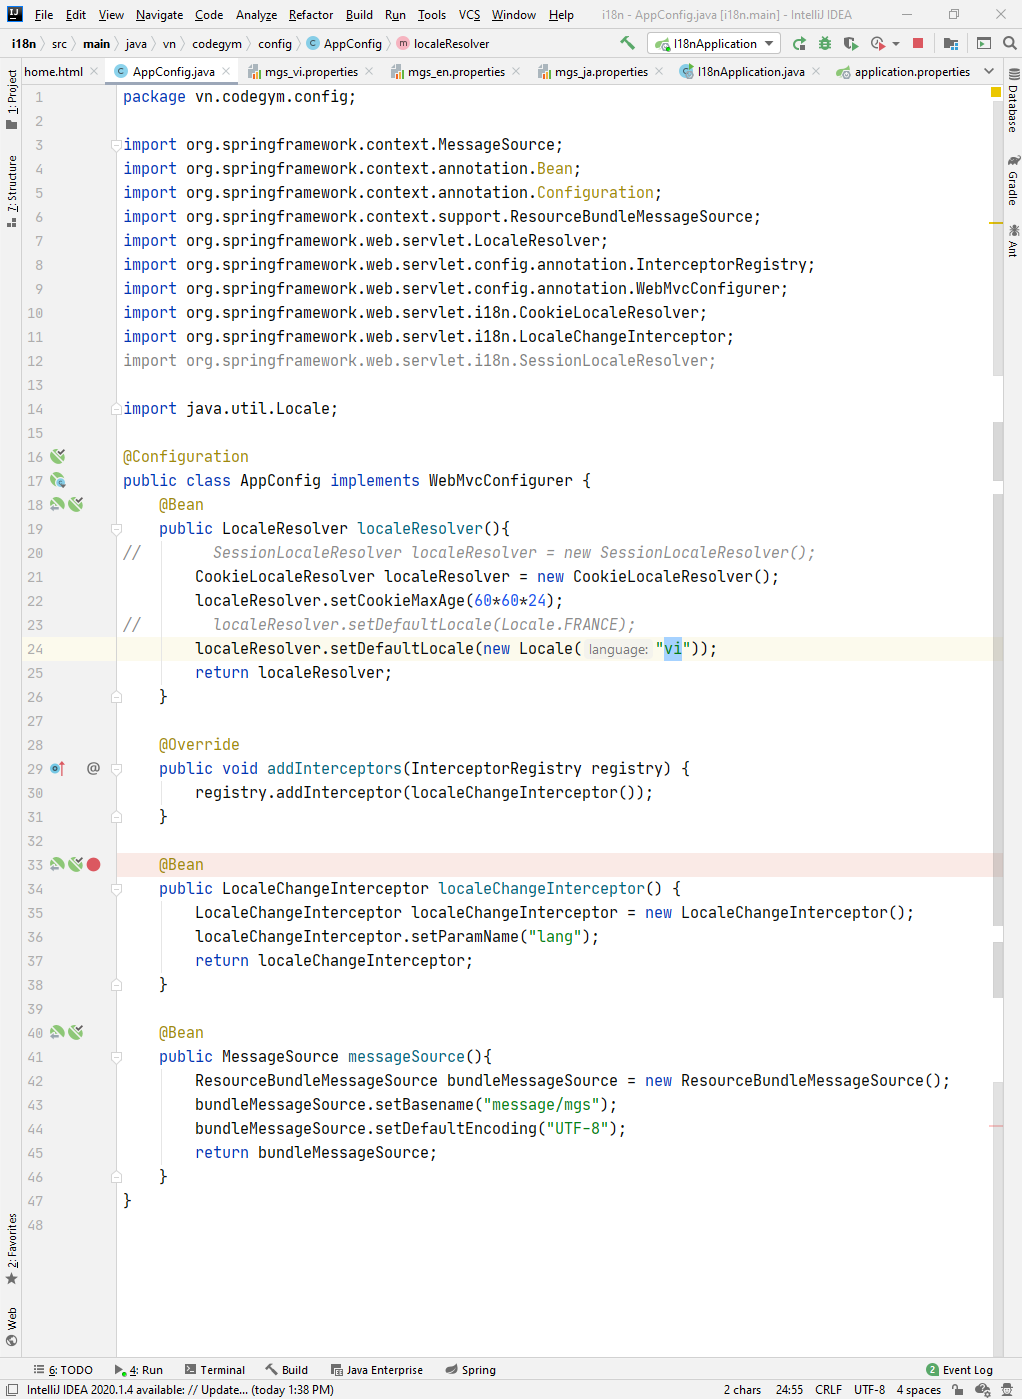 File Edit View Navigate Code Analyze Refactor Build Run Tools VCS Window Help i18n - AppConfig.java [i18n.main] - IntelliJ IDEA
i18n src main java vn codegym config AppConfig localeResolver I18nApplication
home.html AppConfig.java mgs_vi.properties mgs_en.properties mgs_ja.properties I18nApplication.java application.properties
1: Project
7: Structure
2: Favorites
Web
Database
Gradle
Ant
1 package vn.codegym.config;
2
3 import org.springframework.context.MessageSource;
4 import org.springframework.context.annotation.Bean;
5 import org.springframework.context.annotation.Configuration;
6 import org.springframework.context.support.ResourceBundleMessageSource;
7 import org.springframework.web.servlet.LocaleResolver;
8 import org.springframework.web.servlet.config.annotation.InterceptorRegistry;
9 import org.springframework.web.servlet.config.annotation.WebMvcConfigurer;
10 import org.springframework.web.servlet.i18n.CookieLocaleResolver;
11 import org.springframework.web.servlet.i18n.LocaleChangeInterceptor;
12 import org.springframework.web.servlet.i18n.SessionLocaleResolver;
13
14 import java.util.Locale;
15
16 @Configuration
17 public class AppConfig implements WebMvcConfigurer {
18 @Bean
19 public LocaleResolver localeResolver(){
20 // SessionLocaleResolver localeResolver = new SessionLocaleResolver();
21 CookieLocaleResolver localeResolver = new CookieLocaleResolver();
22 localeResolver.setCookieMaxAge(60*60*24);
23 // localeResolver.setDefaultLocale(Locale.FRANCE);
24 localeResolver.setDefaultLocale(new Locale( language: "vi"));
25 return localeResolver;
26 }
27
28 @Override
29 @ public void addInterceptors(InterceptorRegistry registry) {
30 registry.addInterceptor(localeChangeInterceptor());
31 }
32
33 @Bean
34 public LocaleChangeInterceptor localeChangeInterceptor() {
35 LocaleChangeInterceptor localeChangeInterceptor = new LocaleChangeInterceptor();
36 localeChangeInterceptor.setParamName("lang");
37 return localeChangeInterceptor;
38 }
39
40 @Bean
41 public MessageSource messageSource(){
42 ResourceBundleMessageSource bundleMessageSource = new ResourceBundleMessageSource();
43 bundleMessageSource.setBasename("message/mgs");
44 bundleMessageSource.setDefaultEncoding("UTF-8");
45 return bundleMessageSource;
46 }
47 }
48
6: TODO 4: Run Terminal Build Java Enterprise Spring 2 Event Log
IntelliJ IDEA 2020.1.4 available: // Update... (today 1:38 PM) 2 chars 24:55 CRLF UTF-8 4 spaces